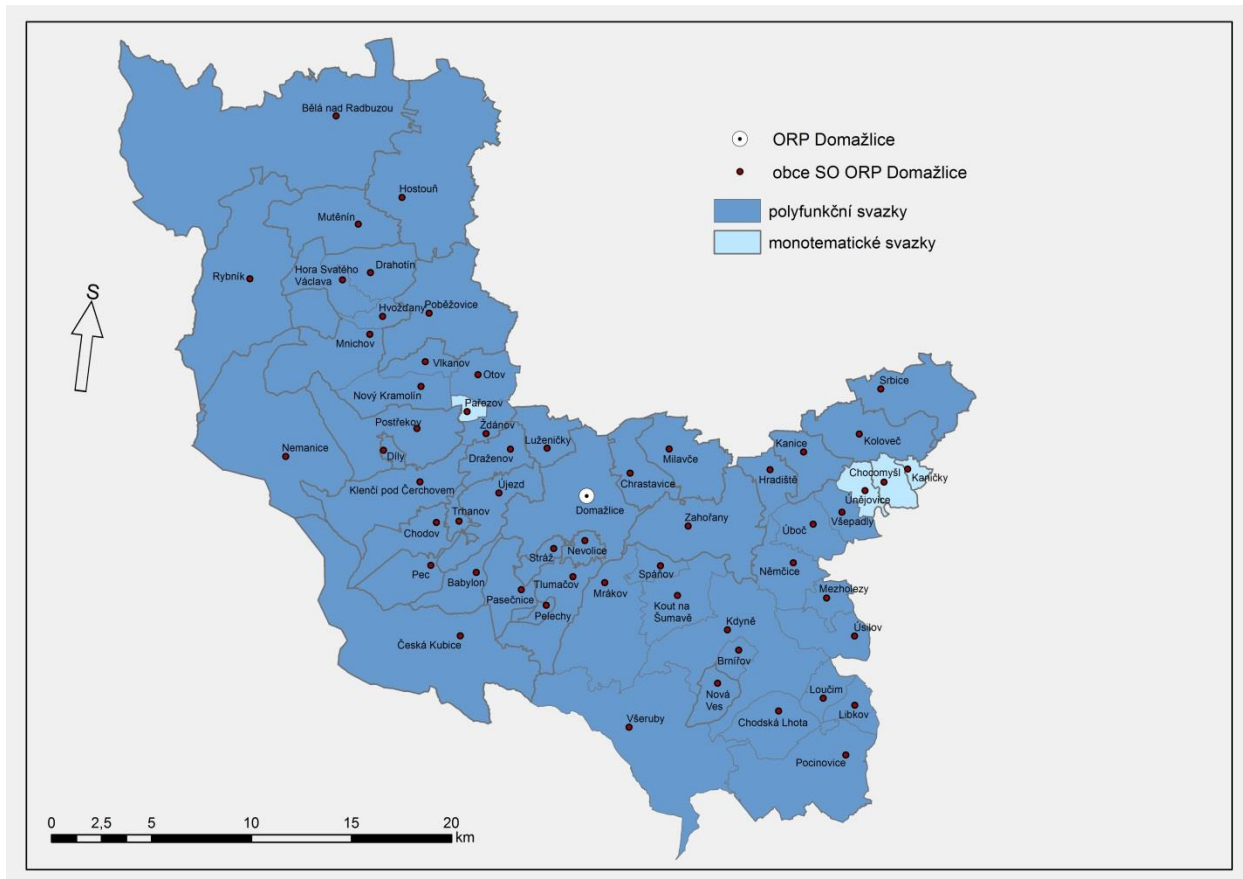 Bělá nad Radbuzou
ORP Domažlice
obce SO ORP Domažlice
polyfunkční svazky
monotematické svazky
Hostouň
Mutěnín
Rybník
Hora Svatého
Václava
Drahotín
S
Hvožďany
Poběžovice
Mnichov
Vlkanov
Otov
Srbice
Nový Kramolín
Pařezov
Postřekov
Ždánov
Luženičky
Milavče
Kanice
Koloveč
Nemanice
Díly
Draženov
Chrastavice
Hradiště
Chocomyšl
Kaničky
Klenčí pod Čerchovem
Újezd
Domažlice
Únějovice
Všepadly
Trhanov
Chodov
Zahořany
Úboč
Stráž
Nevolice
Pec
Babylon
Tlumačov
Spáňov
Němčice
Pasečnice
Mrákov
Kout na
Šumavě
Mezholezy
Pelechy
Česká Kubice
Kdyně
Úsilov
Brnířov
Nová
Ves
Loučim
Libkov
Všeruby
Chodská Lhota
Pocinovice
0 2,5 5 10 15 20
km